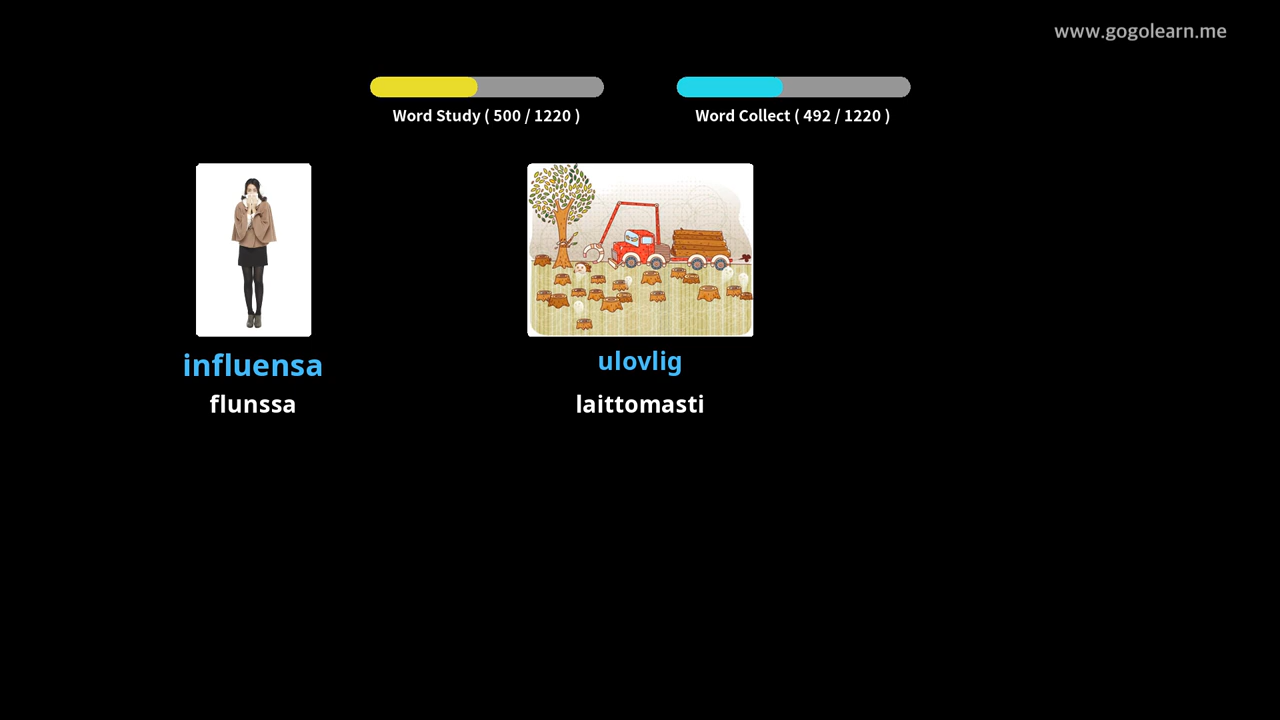 www.gogolearn.me
Word Study ( 500 / 1220 )
Word Collect ( 492 / 1220 )
influensa
flunssa
ulovlig
laittomasti